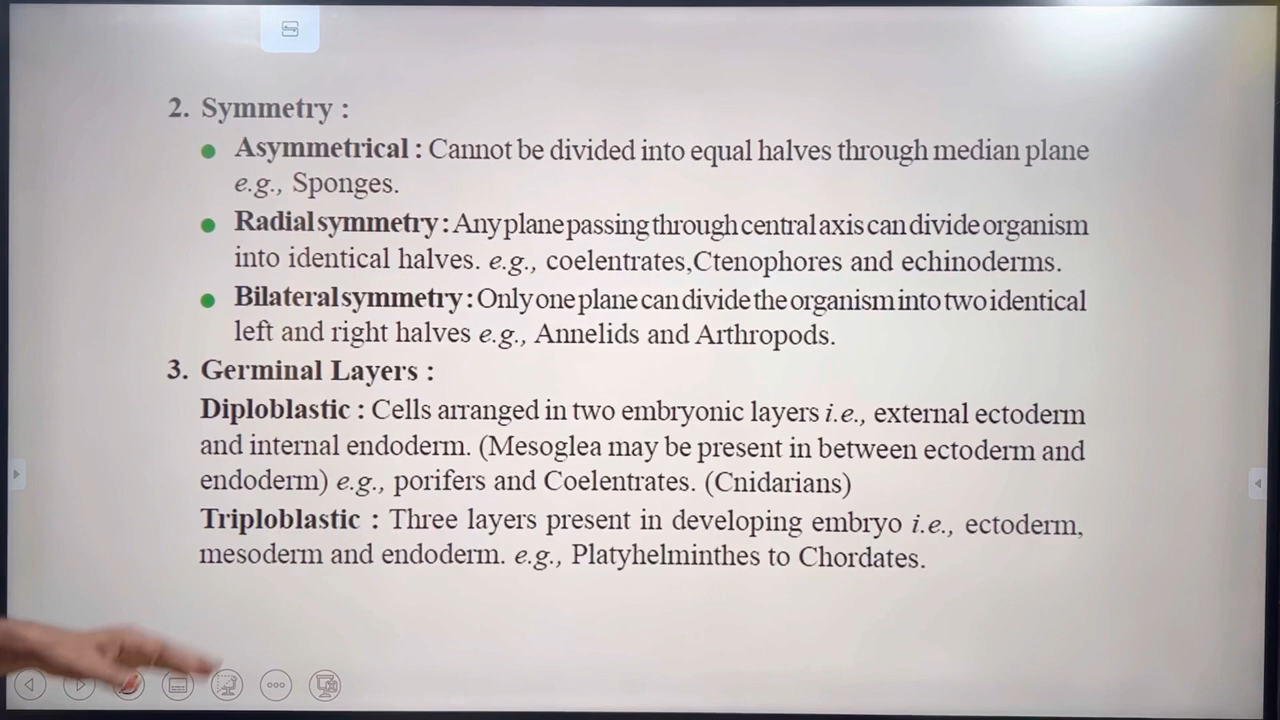 2. Symmetry :
Asymmetrical : Cannot be divided into equal halves through median plane
e.g., Sponges.
Radial symmetry : Any plane passing through central axis can divide organism
into identical halves. e.g., coelentrates,Ctenophores and echinoderms.
Bilateral symmetry : Only one plane can divide the organism into two identical
left and right halves e.g., Annelids and Arthropods.
3. Germinal Layers :
Diploblastic : Cells arranged in two embryonic layers i.e., external ectoderm
and internal endoderm. (Mesoglea may be present in between ectoderm and
endoderm) e.g., porifers and Coelentrates. (Cnidarians)
Triploblastic : Three layers present in developing embryo i.e., ectoderm,
mesoderm and endoderm. e.g., Platyhelminthes to Chordates.